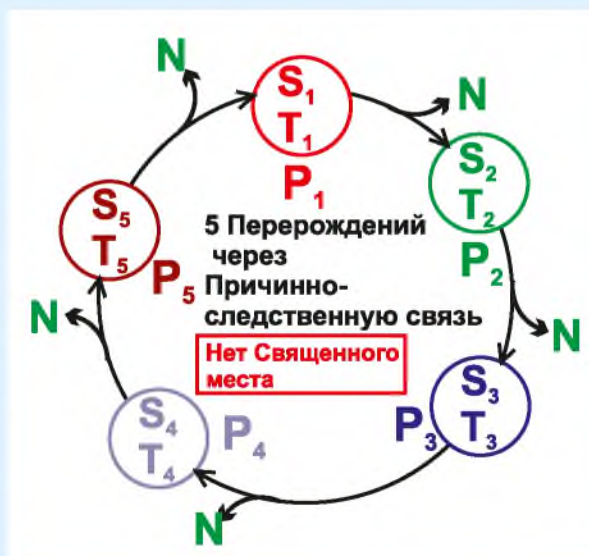 N
S₁
T₁
P₁
N
S₂
T₂
P₂
N
S₃
T₃
P₃
N
S₄
T₄
P₄
N
S₅
T₅
P₅
5 Перерождений
через
Причинно-
следственную связь
Нет Священного
места